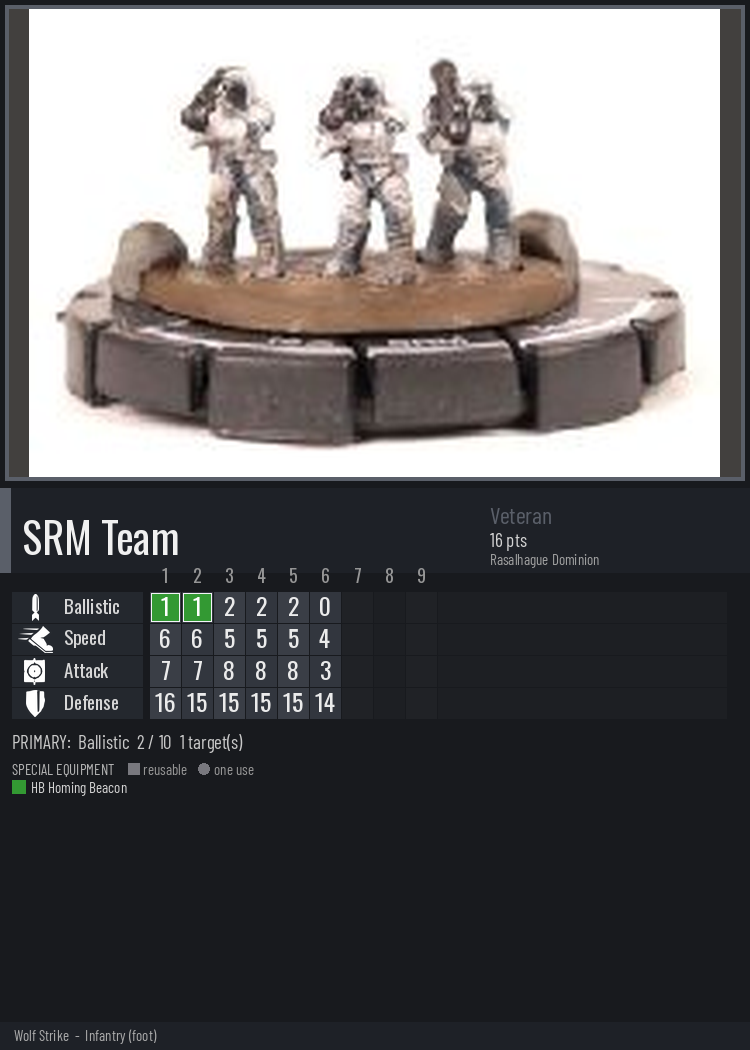 SRM Team
Veteran
16 pts
Rasalhague Dominion
1 2 3 4 5 6 7 8 9
Ballistic 1 1 2 2 2 0
Speed 6 6 5 5 5 4
Attack 7 7 8 8 8 3
Defense 16 15 15 15 15 14
PRIMARY: Ballistic 2 / 10 1 target(s)
SPECIAL EQUIPMENT reusable one use
HB Homing Beacon
Wolf Strike - Infantry (foot)